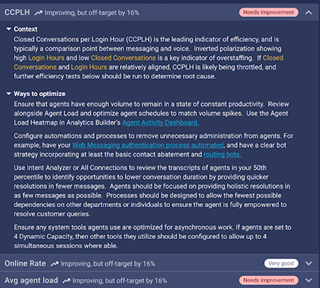 CCPLH Improving, but off-target by 16% Needs improvement
Context
Closed Conversations per Login Hour (CCPLH) is the leading indicator of efficiency, and is
typically a comparison point between messaging and voice. Inverted polarization showing
high Login Hours and low Closed Conversations is a key indicator of overstaffing. If Closed
Conversations and Login Hours are relatively aligned, CCPLH is likely being throttled, and
further efficiency tests below should be run to determine root cause.
Ways to optimize
Ensure that agents have enough volume to remain in a state of constant productivity. Review
alongside Agent Load and optimize agent schedules to match volume spikes. Use the Agent
Load Heatmap in Analytics Builder's Agent Activity Dashboard.
Configure automations and processes to remove unnecessary administration from agents. For
example, have your Web Messaging authentication process automated, and have a clear bot
strategy incorporating at least the basic contact abatement and routing bots.
Use Intent Analyzer or All Connections to review the transcripts of agents in your 50th
percentile to identify opportunities to lower conversation duration by providing quicker
resolutions in fewer messages. Agents should be focused on providing holistic resolutions in
as few messages as possible. Processes should be designed to allow the fewest possible
dependencies on other departments or individuals to ensure the agent is fully empowered to
resolve customer queries.
Ensure any system tools agents use are optimized for asynchronous work. If agents are set to
4 Dynamic Capacity, then other tools they utilize should be configured to allow up to 4
simultaneous sessions where able.
Online Rate Improving, but off-target by 16% Very good
Avg agent load Improving, but off-target by 16% Needs improvement